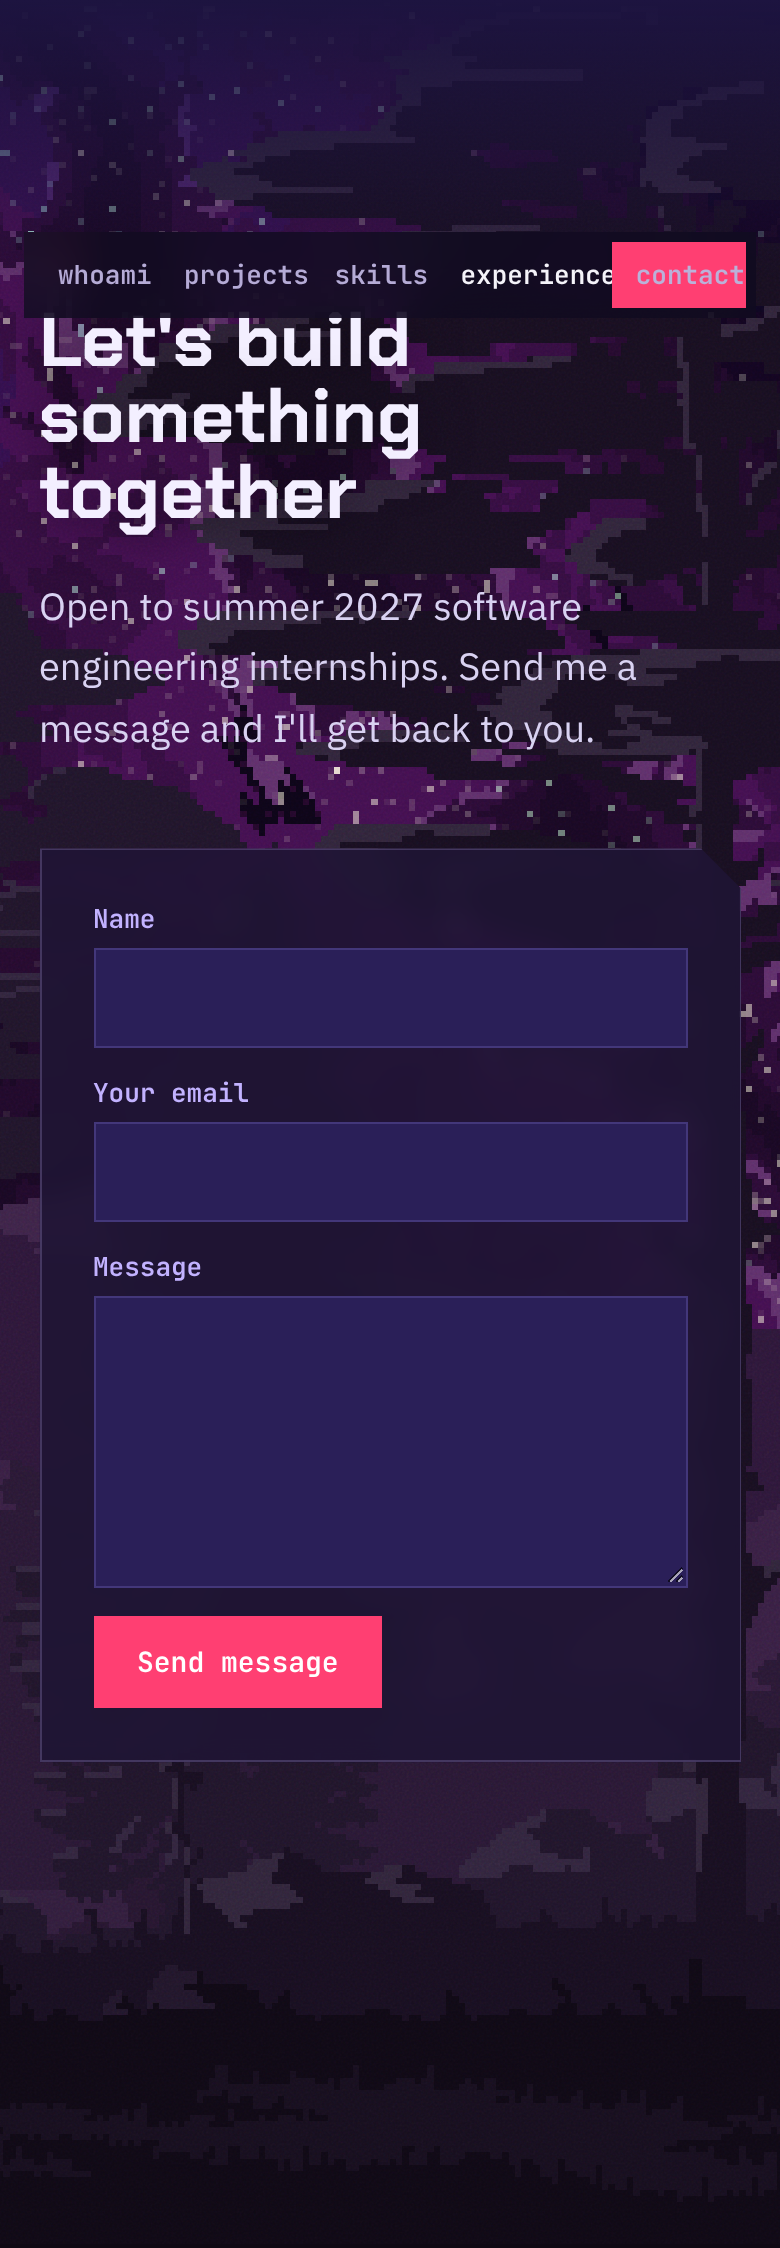 whoami projects skills experience contact
Let's build
something
together
Open to summer 2027 software
engineering internships. Send me a
message and I'll get back to you.
Name
Your email
Message
Send message